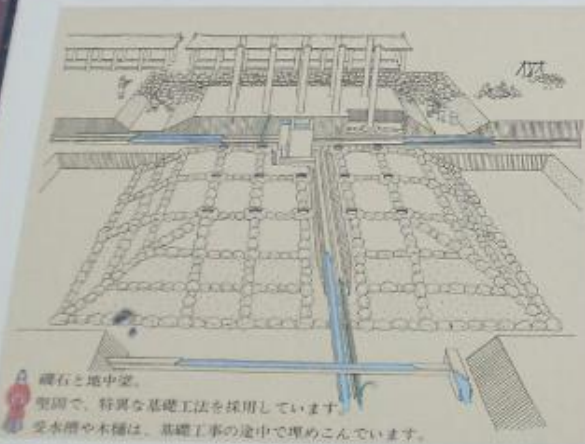 礎石と地中梁。
堅固で、特異な基礎工法を採用しています。
受水槽や木樋は、基礎工事の途中で埋めこんでいます。